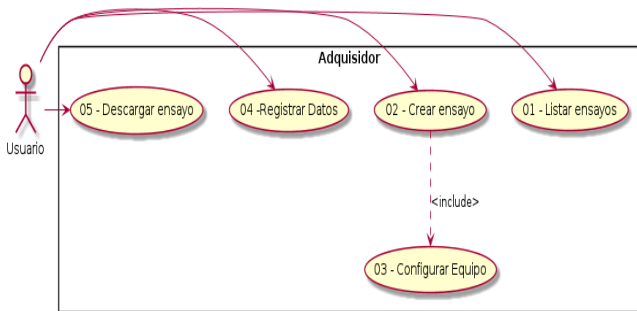 Adquisidor
05 - Descargar ensayo
04 -Registrar Datos
02 - Crear ensayo
01 - Listar ensayos
Usuario
<include>
03 - Configurar Equipo